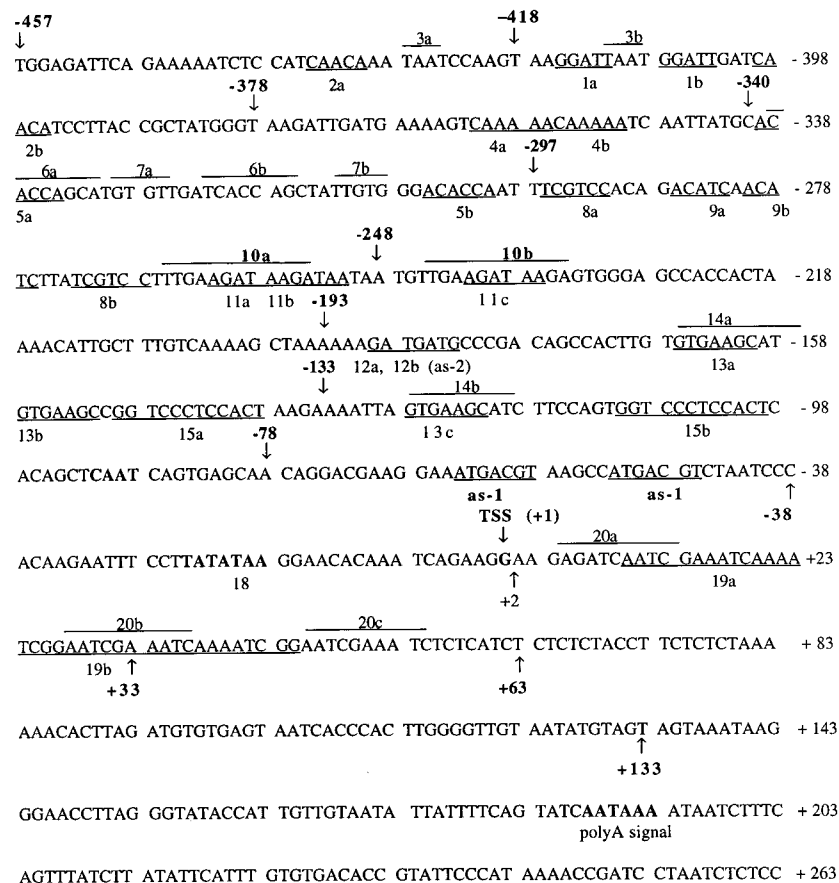 -457 -418
3a 3b
TGGAGATTCA GAAAAAATCTC CATCAACAAA TAATCCAAGT AAGGATTAAT GGATTGATCA - 398
-378 2a 1a 1b -340
ACATCCTTAC CGCTATGGGT AAGATTGATG AAAAGTCAAA AACAAAAATC AATTATGCAC - 338
2b 4a 4b
6a 7a 6b 7b -297
ACCAGCATGT GTTGATCACC AGCTATTGTG GGACACCAAT TTCGTCCACA GACATCAACA - 278
5a 5b 8a 9a 9b
-248
10a 10b
TCTTATCGTC CTTTGAAGAT AAGATAATAA TGTTGAAGAT AAGAGTGGGA GCCACCACTA - 218
8b 11a 11b -193 11c
14a
AAACATTGCT TTGTCAAAAG CTAAAAAAGA TGATGCCCGA CAGCCACTTG TGTGAAGCAT - 158
-133 12a, 12b (as-2) 13a
14b
GTGAAGCCGG TCCCTCCACT AAGAAAATTA GTGAAGCATC TTCCAGTGGT CCCTCCACTC - 98
13b 15a -78 13c 15b
ACAGCTCAAT CAGTGAGCAA CAGGACGAAG GAAATGACGT AAGCCATGAC GTCTAATCCC - 38
as-1 as-1
TSS (+1) -38
20a
ACAAGAATTT CCTTATATAA GGAACACAAA TCAGAAGGAA GAGATCAATC GAAATCAAAA +23
18 +2 19a
20b 20c
TCGGAATCGA AATCAAAATC GGAATCGAAA TCTCTCATCT CTCTCTACCT TCTCTCTAAA + 83
19b
+33 +63
AAACACTTAG ATGTGTGAGT AATCACCCAC TTGGGGTTGT AATATGTAGT AGTAAATAAG + 143
+133
GGAACCTTAG GGTATACCAT TGTTGTAATA TTATTTTCAG TATCAATAAA ATAATCTTTC + 203
polyA signal
AGTTTATCTT ATATTCATTT GTGTGACACC GTATTCCCAT AAAACCGATC CTAATCTCTCC + 263